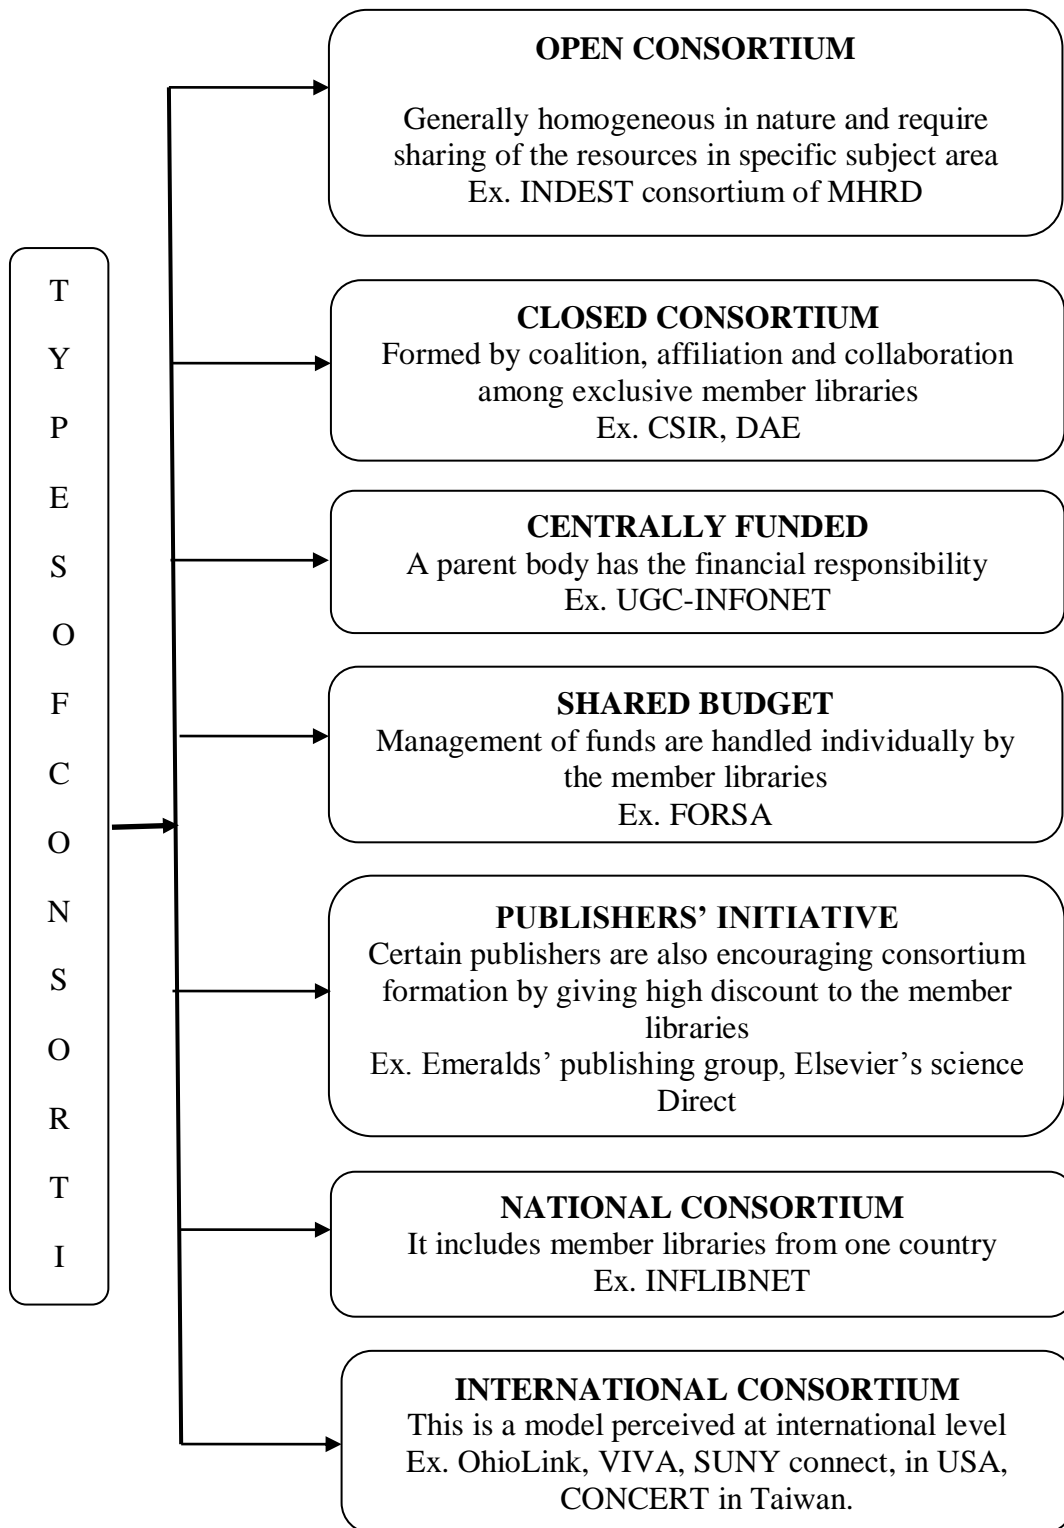 T
Y
P
E
S
O
F
C
O
N
S
O
R
T
I
OPEN CONSORTIUM
Generally homogeneous in nature and require
sharing of the resources in specific subject area
Ex. INDEST consortium of MHRD
CLOSED CONSORTIUM
Formed by coalition, affiliation and collaboration
among exclusive member libraries
Ex. CSIR, DAE
CENTRALLY FUNDED
A parent body has the financial responsibility
Ex. UGC-INFONET
SHARED BUDGET
Management of funds are handled individually by
the member libraries
Ex. FORSA
PUBLISHERS’ INITIATIVE
Certain publishers are also encouraging consortium
formation by giving high discount to the member
libraries
Ex. Emeralds’ publishing group, Elsevier’s science
Direct
NATIONAL CONSORTIUM
It includes member libraries from one country
Ex. INFLIBNET
INTERNATIONAL CONSORTIUM
This is a model perceived at international level
Ex. OhioLink, VIVA, SUNY connect, in USA,
CONCERT in Taiwan.